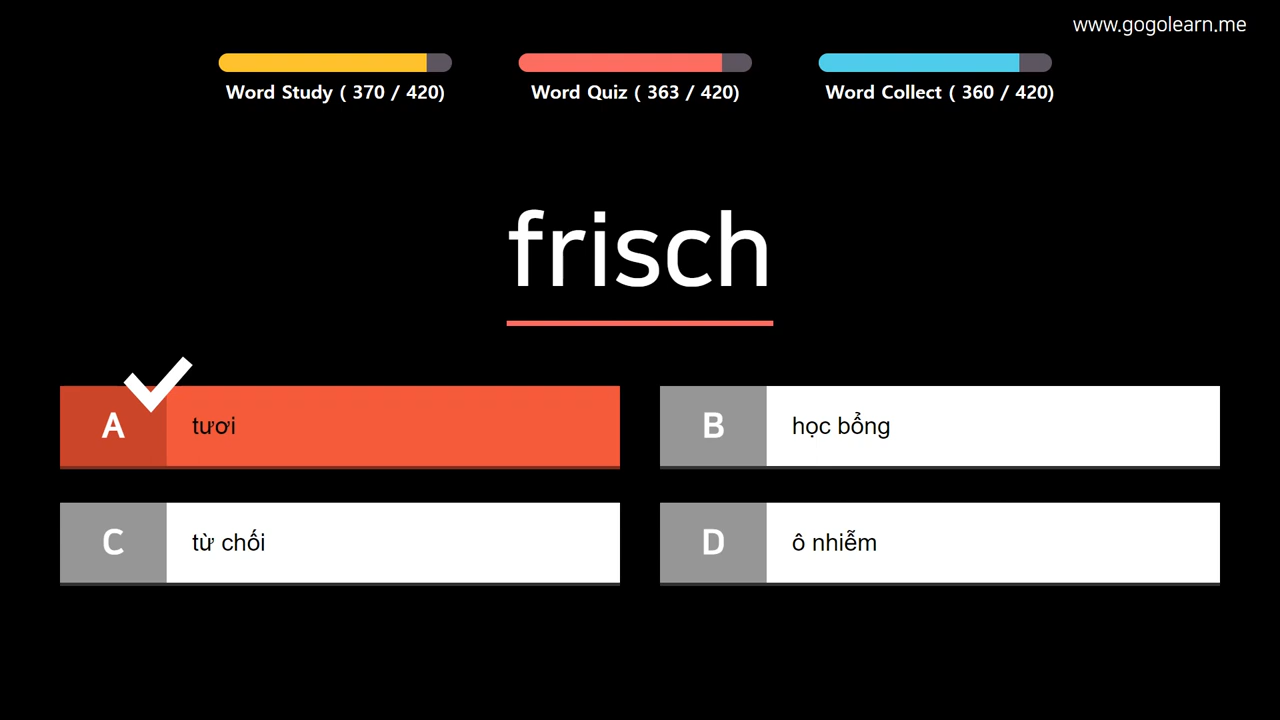 www.gogolearn.me
Word Study ( 370 / 420)
Word Quiz ( 363 / 420)
Word Collect ( 360 / 420)
frisch
A
tươi
B
học bổng
C
từ chối
D
ô nhiễm